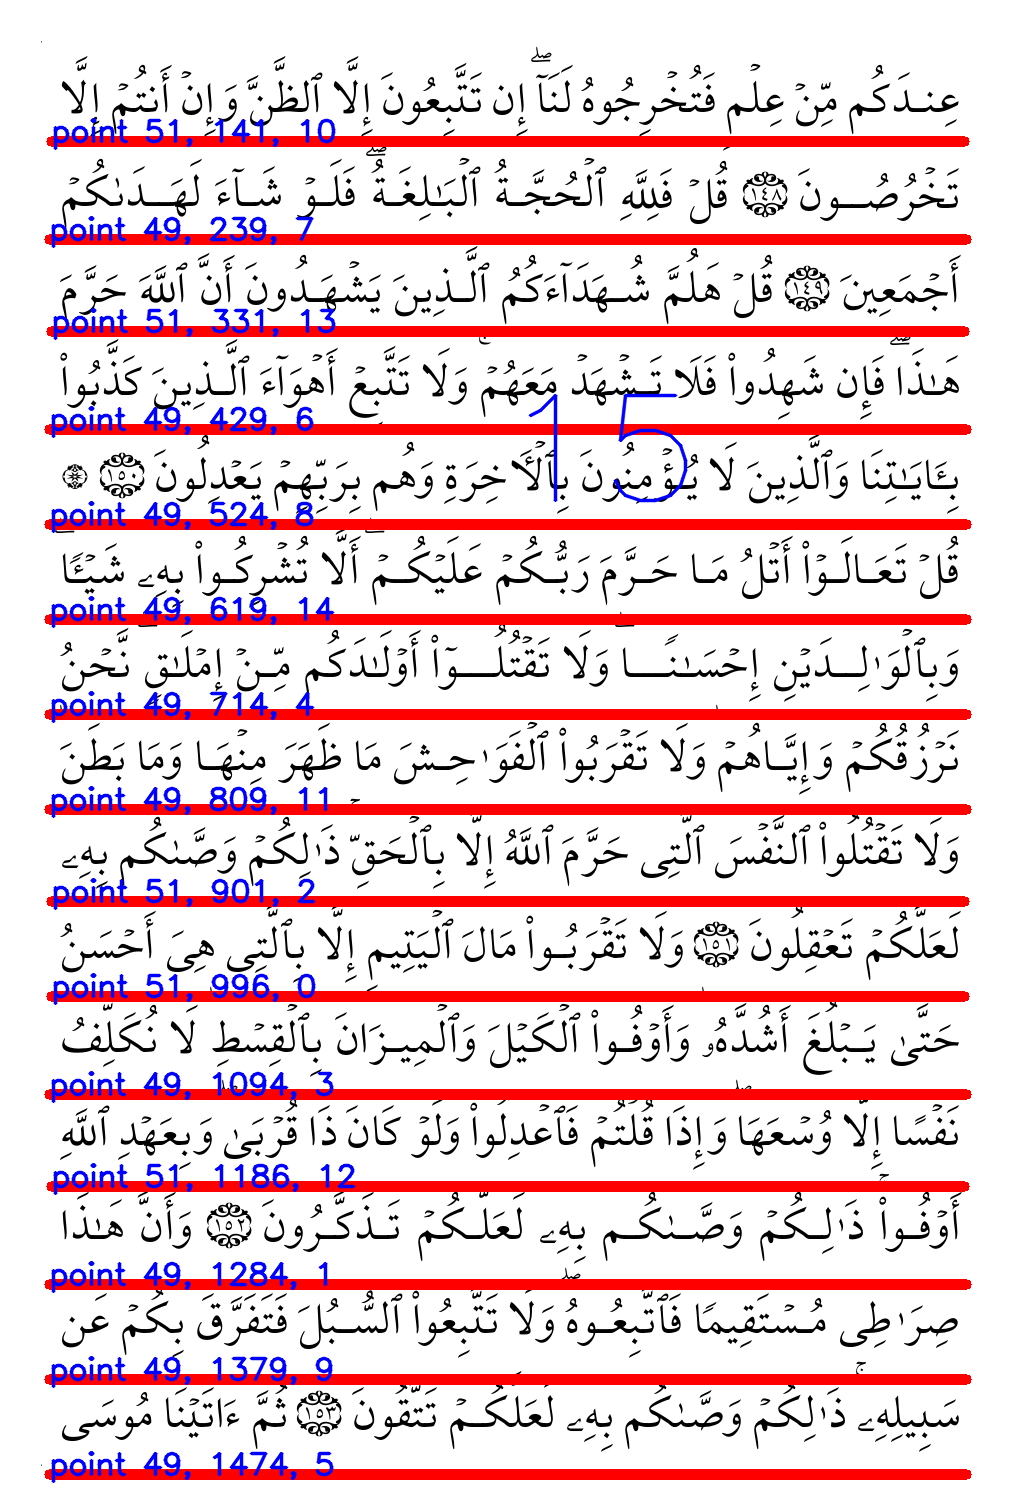 عِندَكُم مِّنْ عِلْمٍ فَتُخْرِجُوهُ لَنَآ ۖ إِن تَتَّبِعُونَ إِلَّا ٱلظَّنَّ وَإِنْ أَنتُمْ إِلَّا
point 51, 141, 10
تَخْرُصُونَ ١٤٨ قُلْ فَلِلَّهِ ٱلْحُجَّةُ ٱلْبَـٰلِغَةُ ۖ فَلَوْ شَآءَ لَهَدَىٰكُمْ
point 49, 239, 7
أَجْمَعِينَ ١٤٩ قُلْ هَلُمَّ شُهَدَآءَكُمُ ٱلَّذِينَ يَشْهَدُونَ أَنَّ ٱللَّهَ حَرَّمَ
point 51, 331, 13
هَـٰذَا ۖ فَإِن شَهِدُوا۟ فَلَا تَشْهَدْ مَعَهُمْ ۚ وَلَا تَتَّبِعْ أَهْوَآءَ ٱلَّذِينَ كَذَّبُوا۟
point 49, 429, 6
15
بِـَٔايَـٰتِنَا وَٱلَّذِينَ لَا يُؤْمِنُونَ بِٱلْـَٔاخِرَةِ وَهُم بِرَبِّهِمْ يَعْدِلُونَ ١٥٠ ۞
point 49, 524, 8
قُلْ تَعَالَوْا۟ أَتْلُ مَا حَرَّمَ رَبُّكُمْ عَلَيْكُمْ ۖ أَلَّا تُشْرِكُوا۟ بِهِۦ شَيْـًٔا ۖ
point 49, 619, 14
وَبِٱلْوَٰلِدَيْنِ إِحْسَـٰنًا ۖ وَلَا تَقْتُلُوٓا۟ أَوْلَـٰدَكُم مِّنْ إِمْلَـٰقٍ ۖ نَّحْنُ
point 49, 714, 4
نَرْزُقُكُمْ وَإِيَّاهُمْ ۖ وَلَا تَقْرَبُوا۟ ٱلْفَوَٰحِشَ مَا ظَهَرَ مِنْهَا وَمَا بَطَنَ ۖ
point 49, 809, 11
وَلَا تَقْتُلُوا۟ ٱلنَّفْسَ ٱلَّتِى حَرَّمَ ٱللَّهُ إِلَّا بِٱلْحَقِّ ۚ ذَٰلِكُمْ وَصَّىٰكُم بِهِۦ
point 51, 901, 2
لَعَلَّكُمْ تَعْقِلُونَ ١٥١ وَلَا تَقْرَبُوا۟ مَالَ ٱلْيَتِيمِ إِلَّا بِٱلَّتِى هِىَ أَحْسَنُ
point 51, 996, 0
حَتَّىٰ يَبْلُغَ أَشُدَّهُۥ ۖ وَأَوْفُوا۟ ٱلْكَيْلَ وَٱلْمِيزَانَ بِٱلْقِسْطِ ۖ لَا نُكَلِّفُ
point 49, 1094, 3
نَفْسًا إِلَّا وُسْعَهَا ۖ وَإِذَا قُلْتُمْ فَٱعْدِلُوا۟ وَلَوْ كَانَ ذَا قُرْبَىٰ ۖ وَبِعَهْدِ ٱللَّهِ
point 51, 1186, 12
أَوْفُوا۟ ۚ ذَٰلِكُمْ وَصَّىٰكُم بِهِۦ لَعَلَّكُمْ تَذَكَّرُونَ ١٥٢ وَأَنَّ هَـٰذَا
point 49, 1284, 1
صِرَٰطِى مُسْتَقِيمًا فَٱتَّبِعُوهُ ۖ وَلَا تَتَّبِعُوا۟ ٱلسُّبُلَ فَتَفَرَّقَ بِكُمْ عَن
point 49, 1379, 9
سَبِيلِهِۦ ۚ ذَٰلِكُمْ وَصَّىٰكُم بِهِۦ لَعَلَّكُمْ تَتَّقُونَ ١٥٣ ثُمَّ ءَاتَيْنَا مُوسَى
point 49, 1474, 5